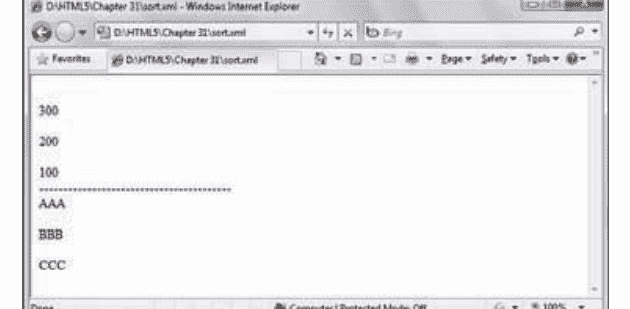 D:\HTML5\Chapter 31\sort.xml - Windows Internet Explorer
D:\HTML5\Chapter 31\sort.xml
Bing
Favorites
D:\HTML5\Chapter 31\sort.xml
Page
Safety
Tools
300
200
100
----------------------------------------
AAA
BBB
CCC
Done
Computer | Protected Mode: Off
100%